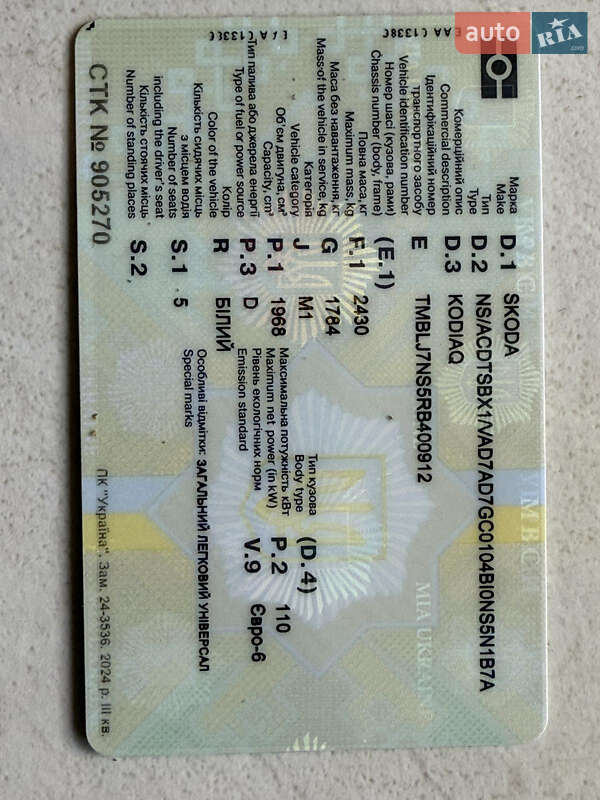 auto RIA .com
E AA C1338
E AA C1338
Марка D.1 SKODA
Make
Тип D.2 NS/ACDTSBX1/VAD7AD7GC0104BI0NS5N1B7A
Type
Комерційний опис D.3 KODIAQ
Commercial description
Ідентифікаційний номер E TMBLJ7NS5RB400912
транспортного засобу
Vehicle identification number
Номер шасі (кузова, рами) (E.1)
Chassis number (body, frame)
Повна маса, кг F.1 2430
Maximum mass, kg
Маса без навантаження, кг G 1784
Mass of the vehicle in service, kg
Категорія J M1
Vehicle category
Тип кузова (D.4)
Body type
Об'єм двигуна, см³ P.1 1968
Capacity, cm³
Максимальна потужність кВт P.2 110
Maximum net power (in kW)
Тип палива або джерела енергії P.3 D
Type of fuel or power source
Рівень екологічних норм V.9 Євро-6
Emission standard
Колір R БІЛИЙ
Color of the vehicle
Кількість сидячих місць S.1 5
з місцем водія
Number of seats
including the driver's seat
Особливі відмітки: ЗАГАЛЬНИЙ ЛЕГКОВИЙ УНІВЕРСАЛ
Special marks
Кількість стоячих місць S.2
Number of standing places
СТК № 905270
ПК "Україна". Зам. 24-3536. 2024 р. III кв.
MIA UKRAINE